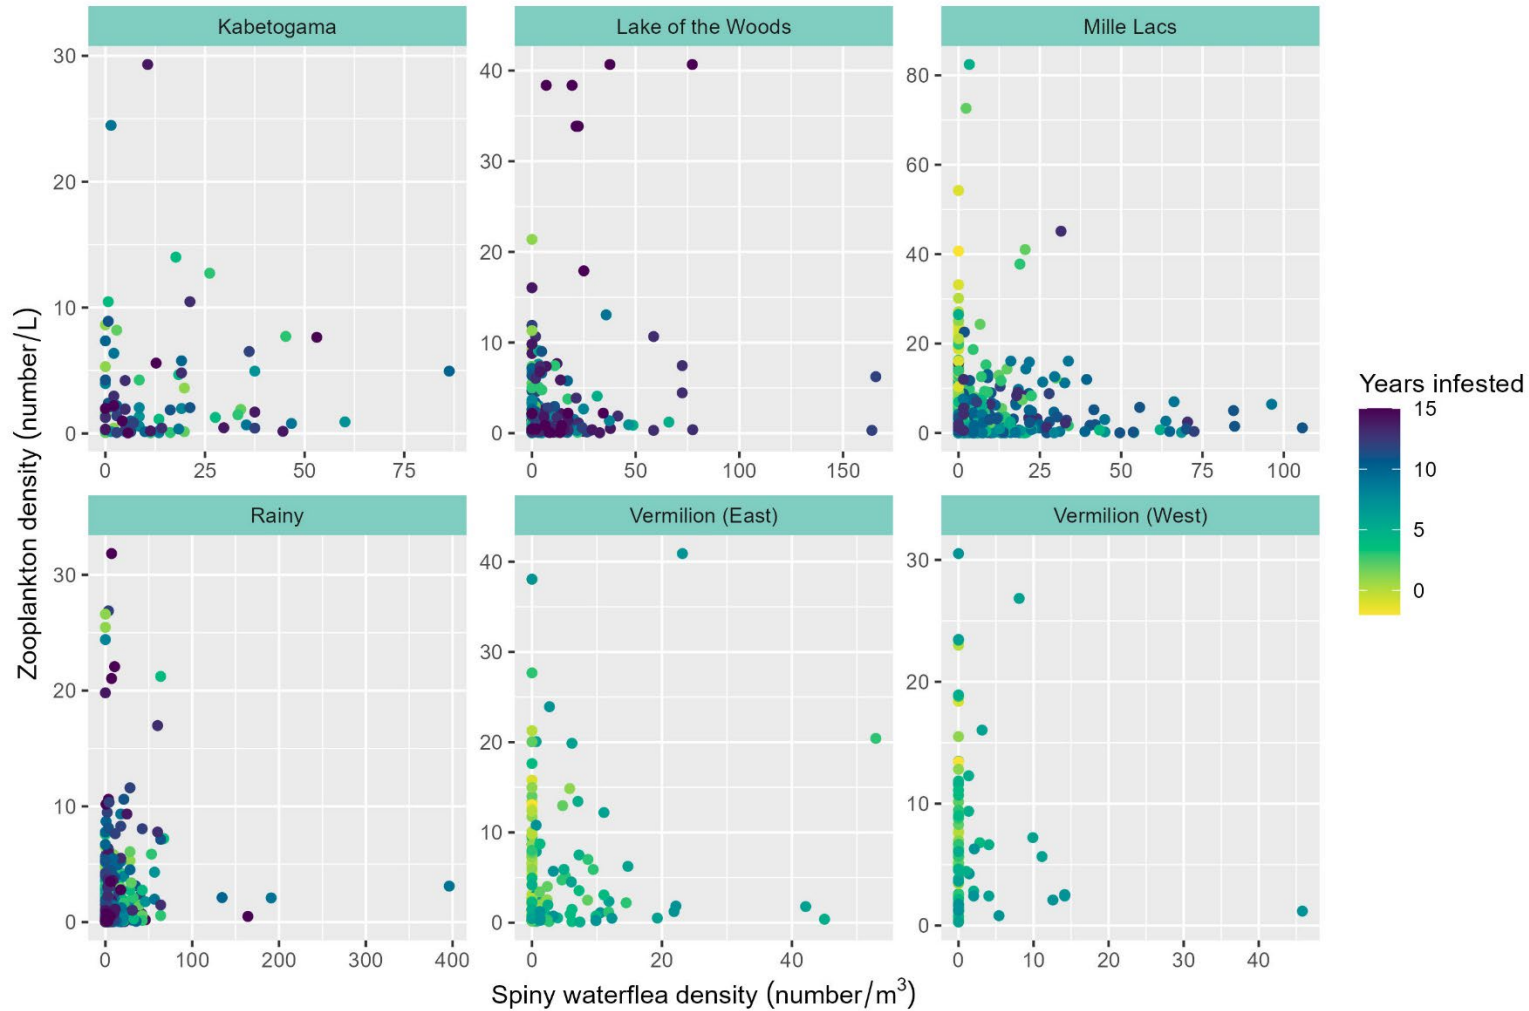 Kabetogama
Lake of the Woods
Mille Lacs
30
20
10
0
0 25 50 75
40
30
20
10
0
0 50 100 150
80
60
40
20
0
0 25 50 75 100
Rainy
Vermilion (East)
Vermilion (West)
30
20
10
0
0 100 200 300 400
40
30
20
10
0
0 20 40
30
20
10
0
0 10 20 30 40
Zooplankton density (number/L)
Spiny waterflea density (number/m³)
Years infested
15
10
5
0